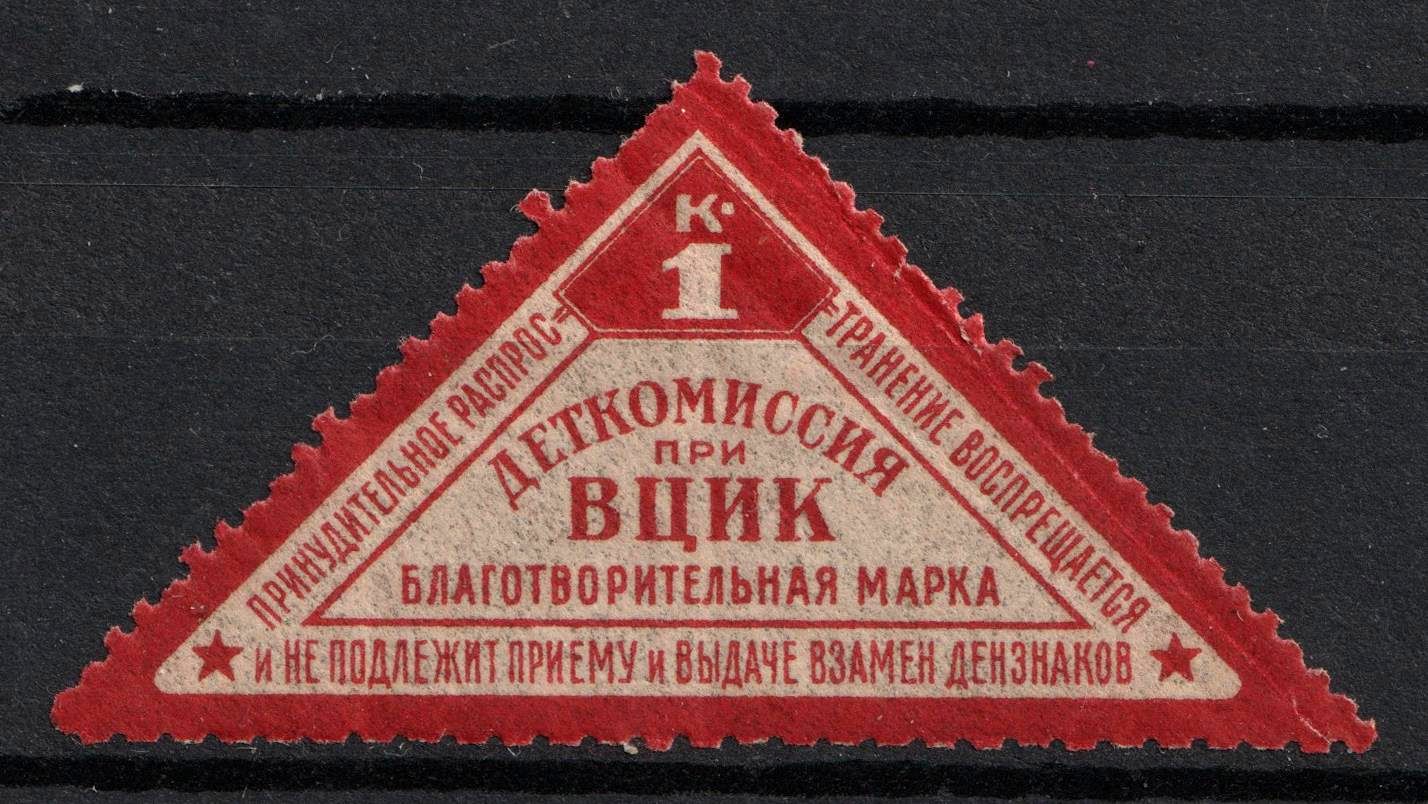 К.
1
ПРИНУДИТЕЛЬНОЕ РАСПРОС=
=ТРАНЕНИЕ ВОСПРЕЩАЕТСЯ
ДЕТКОМИССИЯ
ПРИ
ВЦИК
БЛАГОТВОРИТЕЛЬНАЯ МАРКА
И НЕ ПОДЛЕЖИТ ПРИЕМУ И ВЫДАЧЕ ВЗАМЕН ДЕНЗНАКОВ